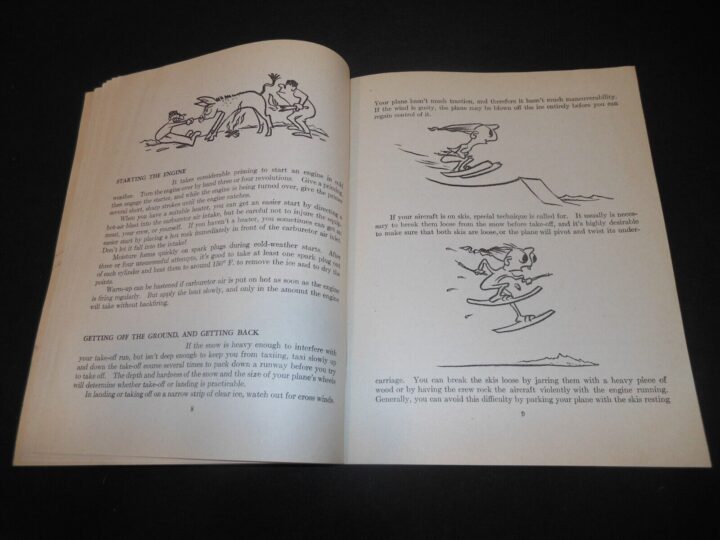 STARTING THE ENGINE
It takes considerable priming to start an engine in cold
weather. Turn the engine over by hand three or four revolutions. Give a priming,
then engage the starter, and while the engine is being turned over, give the primer
several short, sharp strokes until the engine catches.
When you have a suitable heater, you can get an easier start by directing a
hot-air blast into the carburetor air intake, but be careful not to injure the equip-
ment, your crew, or yourself. If you haven't a heater, you sometimes can get an
easier start by placing a hot rock immediately in front of the carburetor air inlet.
Don't let it fall into the intake!
Moisture forms quickly on spark plugs during cold-weather starts. After
three or four unsuccessful attempts, it's good to take at least one spark plug out
of each cylinder and heat them to around 150° F. to remove the ice and to dry the
points.
Warm-up can be hastened if carburetor air is put on hot as soon as the engine
is firing regularly. But apply the heat slowly, and only in the amount the engine
will take without backfiring.
GETTING OFF THE GROUND, AND GETTING BACK
If the snow is heavy enough to interfere with
your take-off run, but isn't deep enough to keep you from taxiing, taxi slowly up
and down the take-off course several times to pack down a runway before you try
to take off. The depth and hardness of the snow and the size of your plane's wheels
will determine whether take-off or landing is practicable.
In landing or taking off on a narrow strip of clear ice, watch out for cross winds.
8
Your plane hasn't much traction, and therefore it hasn't much maneuverability.
If the wind is gusty, the plane may be blown off the ice entirely before you can
regain control of it.
If your aircraft is on skis, special technique is called for. It usually is neces-
sary to break them loose from the snow before take-off, and it's highly desirable
to make sure that both skis are loose, or the plane will pivot and twist its under-
carriage. You can break the skis loose by jarring them with a heavy piece of
wood or by having the crew rock the aircraft violently with the engine running.
Generally, you can avoid this difficulty by parking your plane with the skis resting
9